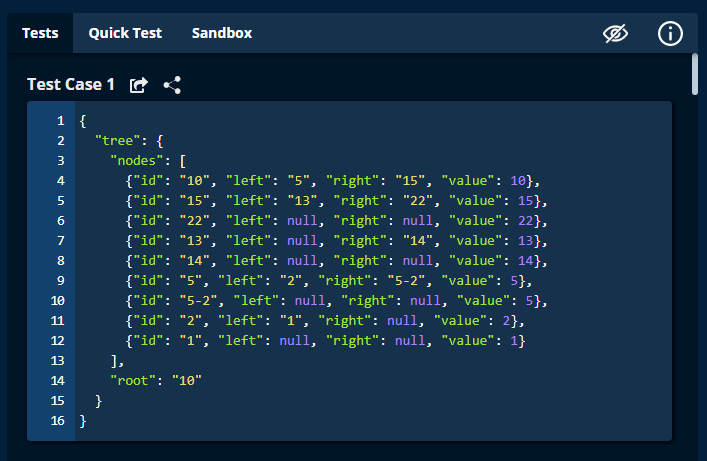 Tests Quick Test Sandbox
Test Case 1
1 {
2 "tree": {
3 "nodes": [
4 {"id": "10", "left": "5", "right": "15", "value": 10},
5 {"id": "15", "left": "13", "right": "22", "value": 15},
6 {"id": "22", "left": null, "right": null, "value": 22},
7 {"id": "13", "left": null, "right": "14", "value": 13},
8 {"id": "14", "left": null, "right": null, "value": 14},
9 {"id": "5", "left": "2", "right": "5-2", "value": 5},
10 {"id": "5-2", "left": null, "right": null, "value": 5},
11 {"id": "2", "left": "1", "right": null, "value": 2},
12 {"id": "1", "left": null, "right": null, "value": 1}
13 ],
14 "root": "10"
15 }
16 }